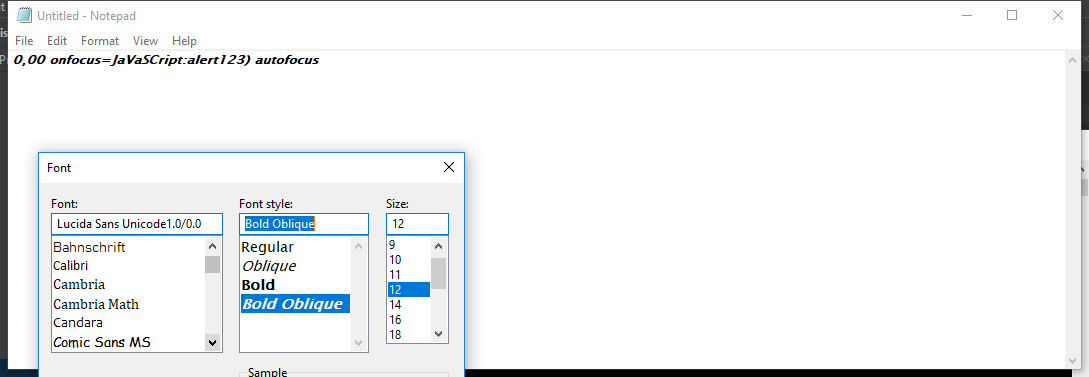 Untitled - Notepad
File Edit Format View Help
0,00 onfocus=JaVaSCript:alert123) autofocus
Font
Font: Font style: Size:
Lucida Sans Unicode1.0/0.0 Bold Oblique 12
Bahnschrift Regular 9
Calibri Oblique 10
Cambria Bold 11
Cambria Math Bold Oblique 12
Candara 14
Comic Sans MS 16
18
Sample